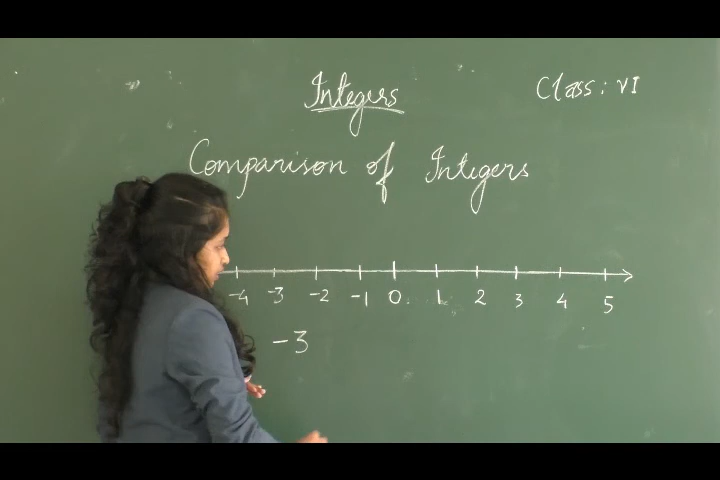 Integers
Class: VI
Comparison of Integers
-4 -3 -2 -1 0 1 2 3 4 5
-3